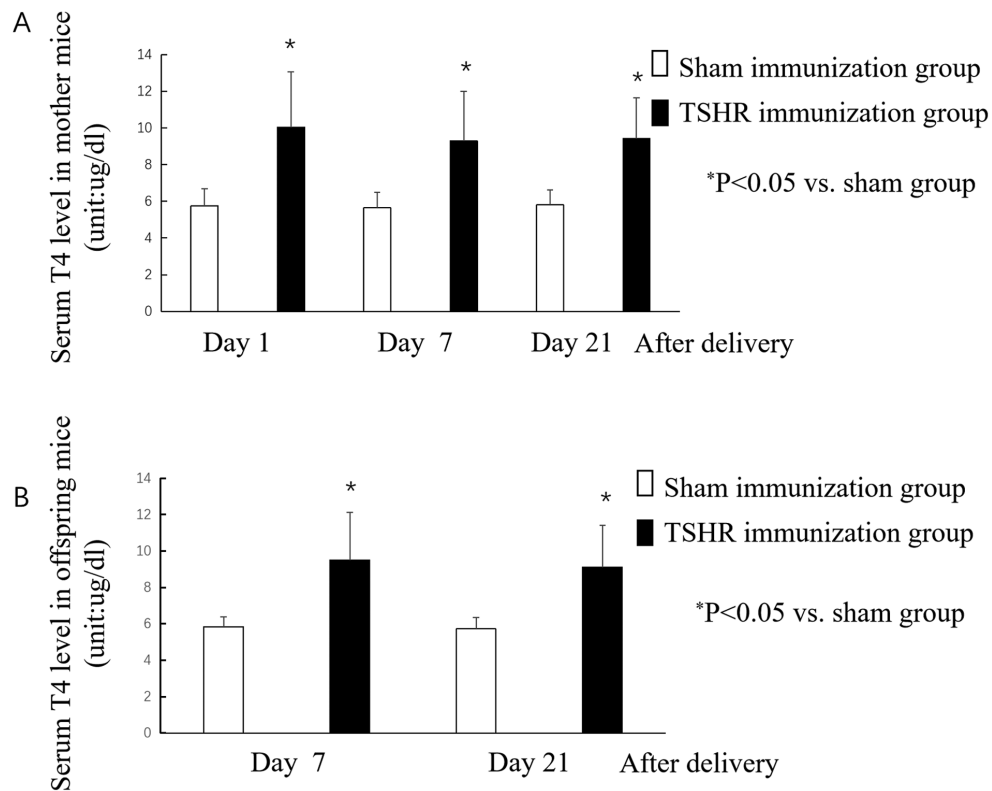 A
Serum T4 level in mother mice
(unit:ug/dl)
14
12
10
8
6
4
2
0
*
*
*
Sham immunization group
TSHR immunization group
*P<0.05 vs. sham group
Day 1
Day 7
Day 21
After delivery
B
Serum T4 level in offspring mice
(unit:ug/dl)
14
12
10
8
6
4
2
0
*
*
Sham immunization group
TSHR immunization group
*P<0.05 vs. sham group
Day 7
Day 21
After delivery